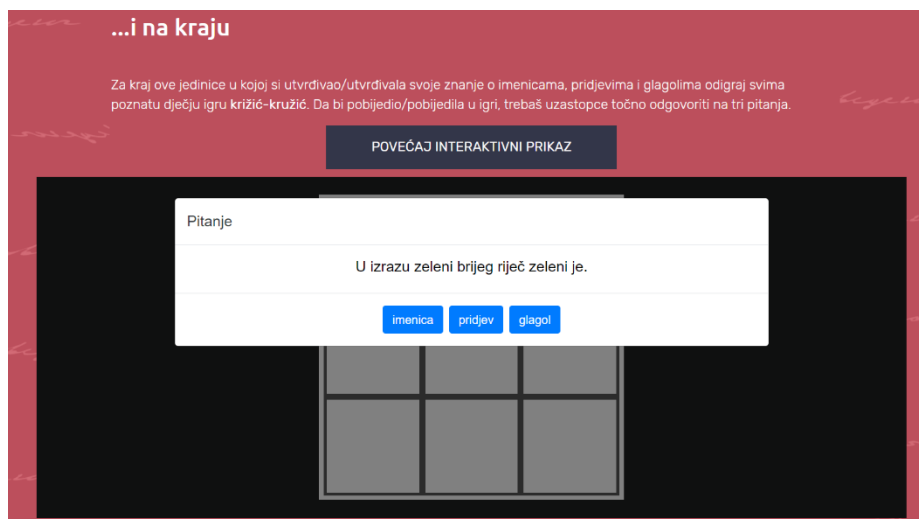 ...i na kraju
Za kraj ove jedinice u kojoj si utvrđivao/utvrđivala svoje znanje o imenicama, pridjevima i glagolima odigraj svima
poznatu dječju igru križić-kružić. Da bi pobijedio/pobijedila u igri, trebaš uzastopce točno odgovoriti na tri pitanja.
POVEĆAJ INTERAKTIVNI PRIKAZ
Pitanje
U izrazu zeleni brijeg riječ zeleni je.
imenica pridjev glagol